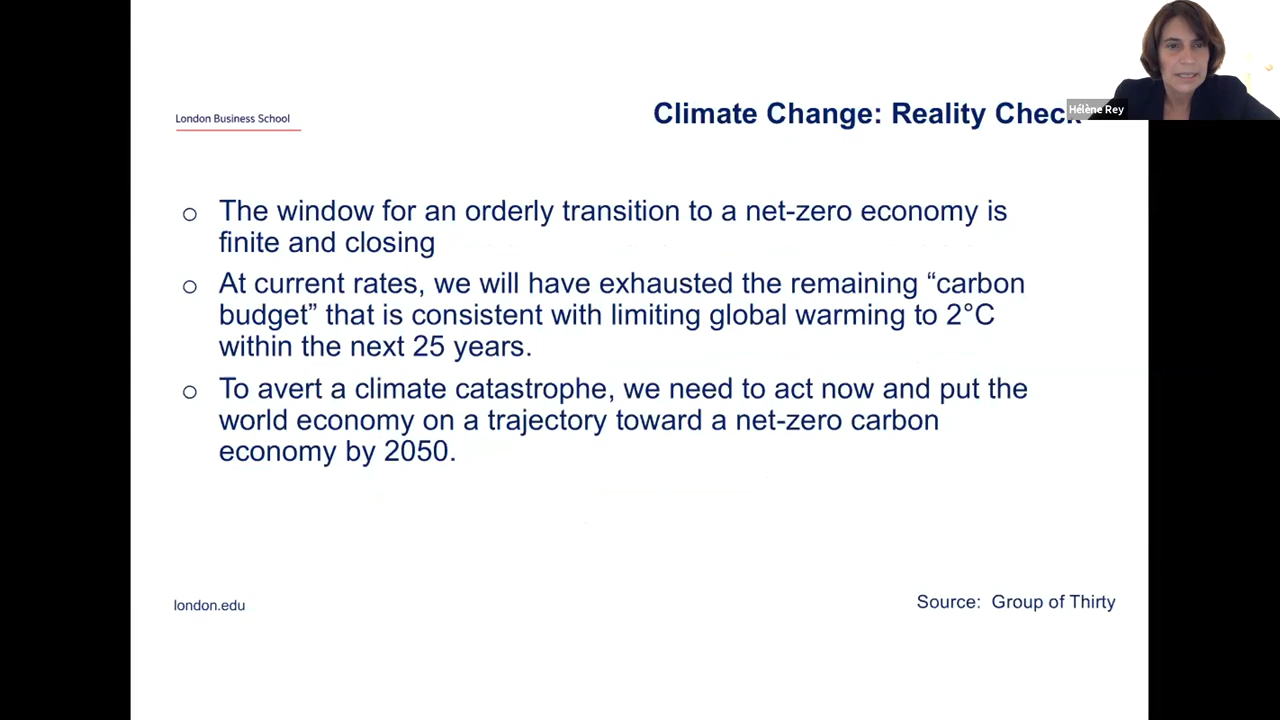 London Business School
Climate Change: Reality Check
Hélène Rey
o The window for an orderly transition to a net-zero economy is
finite and closing
o At current rates, we will have exhausted the remaining “carbon
budget” that is consistent with limiting global warming to 2°C
within the next 25 years.
o To avert a climate catastrophe, we need to act now and put the
world economy on a trajectory toward a net-zero carbon
economy by 2050.
london.edu
Source: Group of Thirty